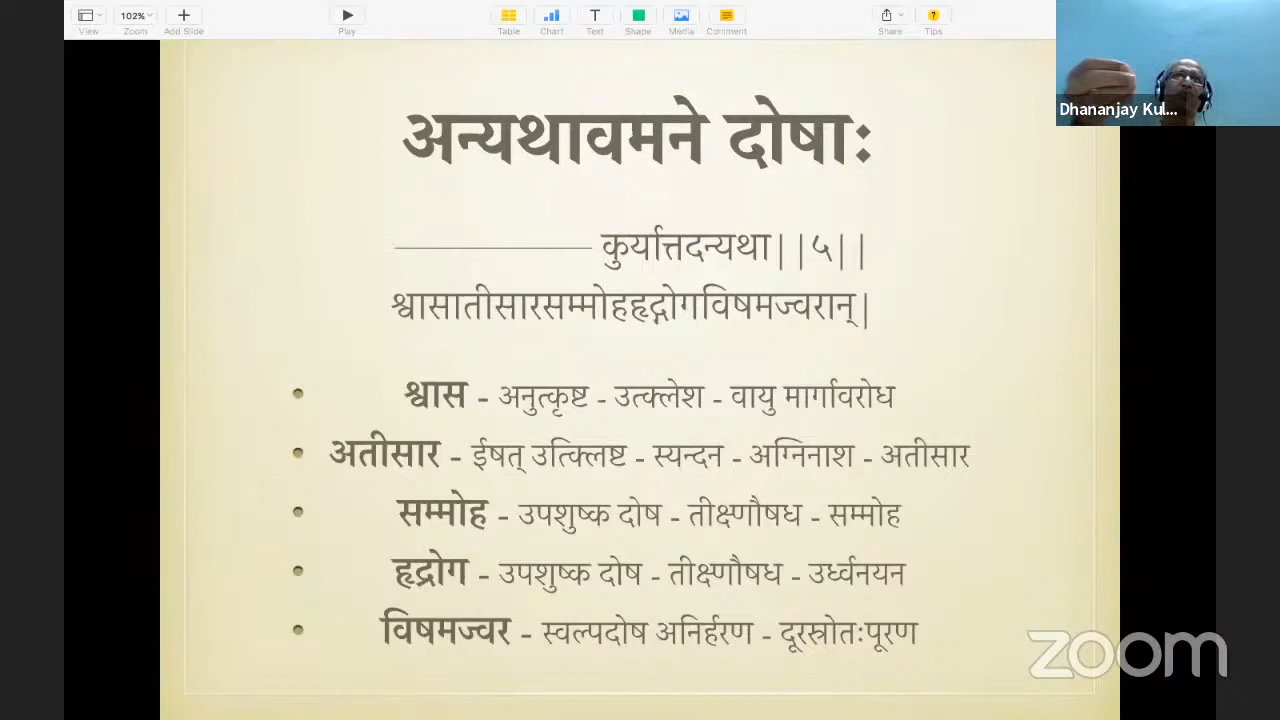 View
102%
Zoom
Add Slide
Play
Table
Chart
T
Text
Shape
Media
Comment
Share
?
Tips
Dhananjay Kul...
अन्यथावमने दोषाः
कुर्यात्तदन्यथा||५||
श्वासातीसारसम्मोहहृद्रोगविषमज्वरान्|
• श्वास - अनुत्कृष्ट - उत्क्लेश - वायु मार्गावरोध
• अतीसार - ईषत् उत्क्लिष्ट - स्यन्दन - अग्निनाश - अतीसार
• सम्मोह - उपशुष्क दोष - तीक्ष्णौषध - सम्मोह
• हृद्रोग - उपशुष्क दोष - तीक्ष्णौषध - उर्ध्वनयन
• विषमज्वर - स्वल्पदोष अनिर्हरण - दूरस्रोतःपूरण
zoom